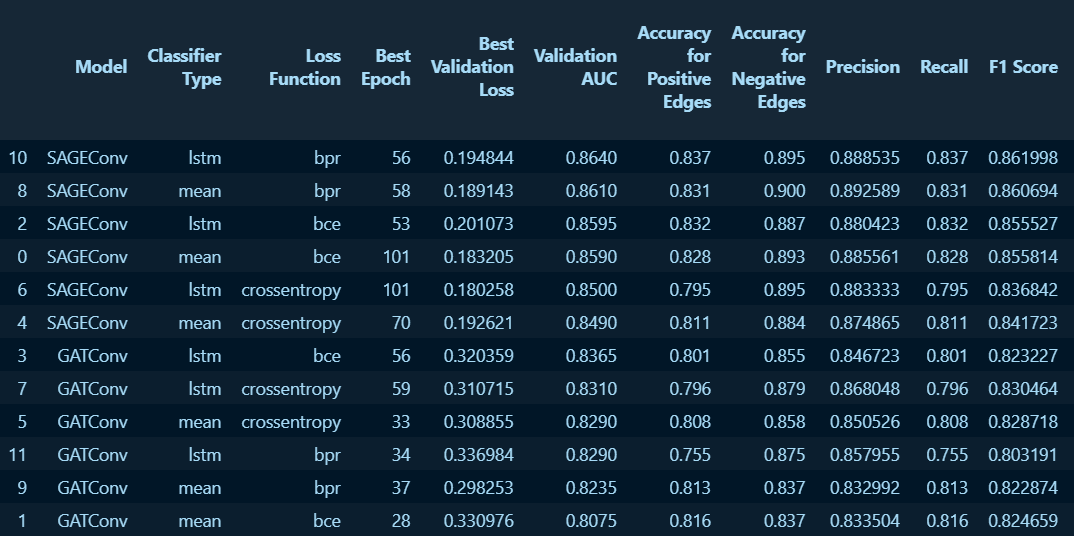 Model Classifier Type Loss Function Best Epoch Best Validation Loss Validation AUC Accuracy for Positive Edges Accuracy for Negative Edges Precision Recall F1 Score
10 SAGEConv lstm bpr 56 0.194844 0.8640 0.837 0.895 0.888535 0.837 0.861998
8 SAGEConv mean bpr 58 0.189143 0.8610 0.831 0.900 0.892589 0.831 0.860694
2 SAGEConv lstm bce 53 0.201073 0.8595 0.832 0.887 0.880423 0.832 0.855527
0 SAGEConv mean bce 101 0.183205 0.8590 0.828 0.893 0.885561 0.828 0.855814
6 SAGEConv lstm crossentropy 101 0.180258 0.8500 0.795 0.895 0.883333 0.795 0.836842
4 SAGEConv mean crossentropy 70 0.192621 0.8490 0.811 0.884 0.874865 0.811 0.841723
3 GATConv lstm bce 56 0.320359 0.8365 0.801 0.855 0.846723 0.801 0.823227
7 GATConv lstm crossentropy 59 0.310715 0.8310 0.796 0.879 0.868048 0.796 0.830464
5 GATConv mean crossentropy 33 0.308855 0.8290 0.808 0.858 0.850526 0.808 0.828718
11 GATConv lstm bpr 34 0.336984 0.8290 0.755 0.875 0.857955 0.755 0.803191
9 GATConv mean bpr 37 0.298253 0.8235 0.813 0.837 0.832992 0.813 0.822874
1 GATConv mean bce 28 0.330976 0.8075 0.816 0.837 0.833504 0.816 0.824659